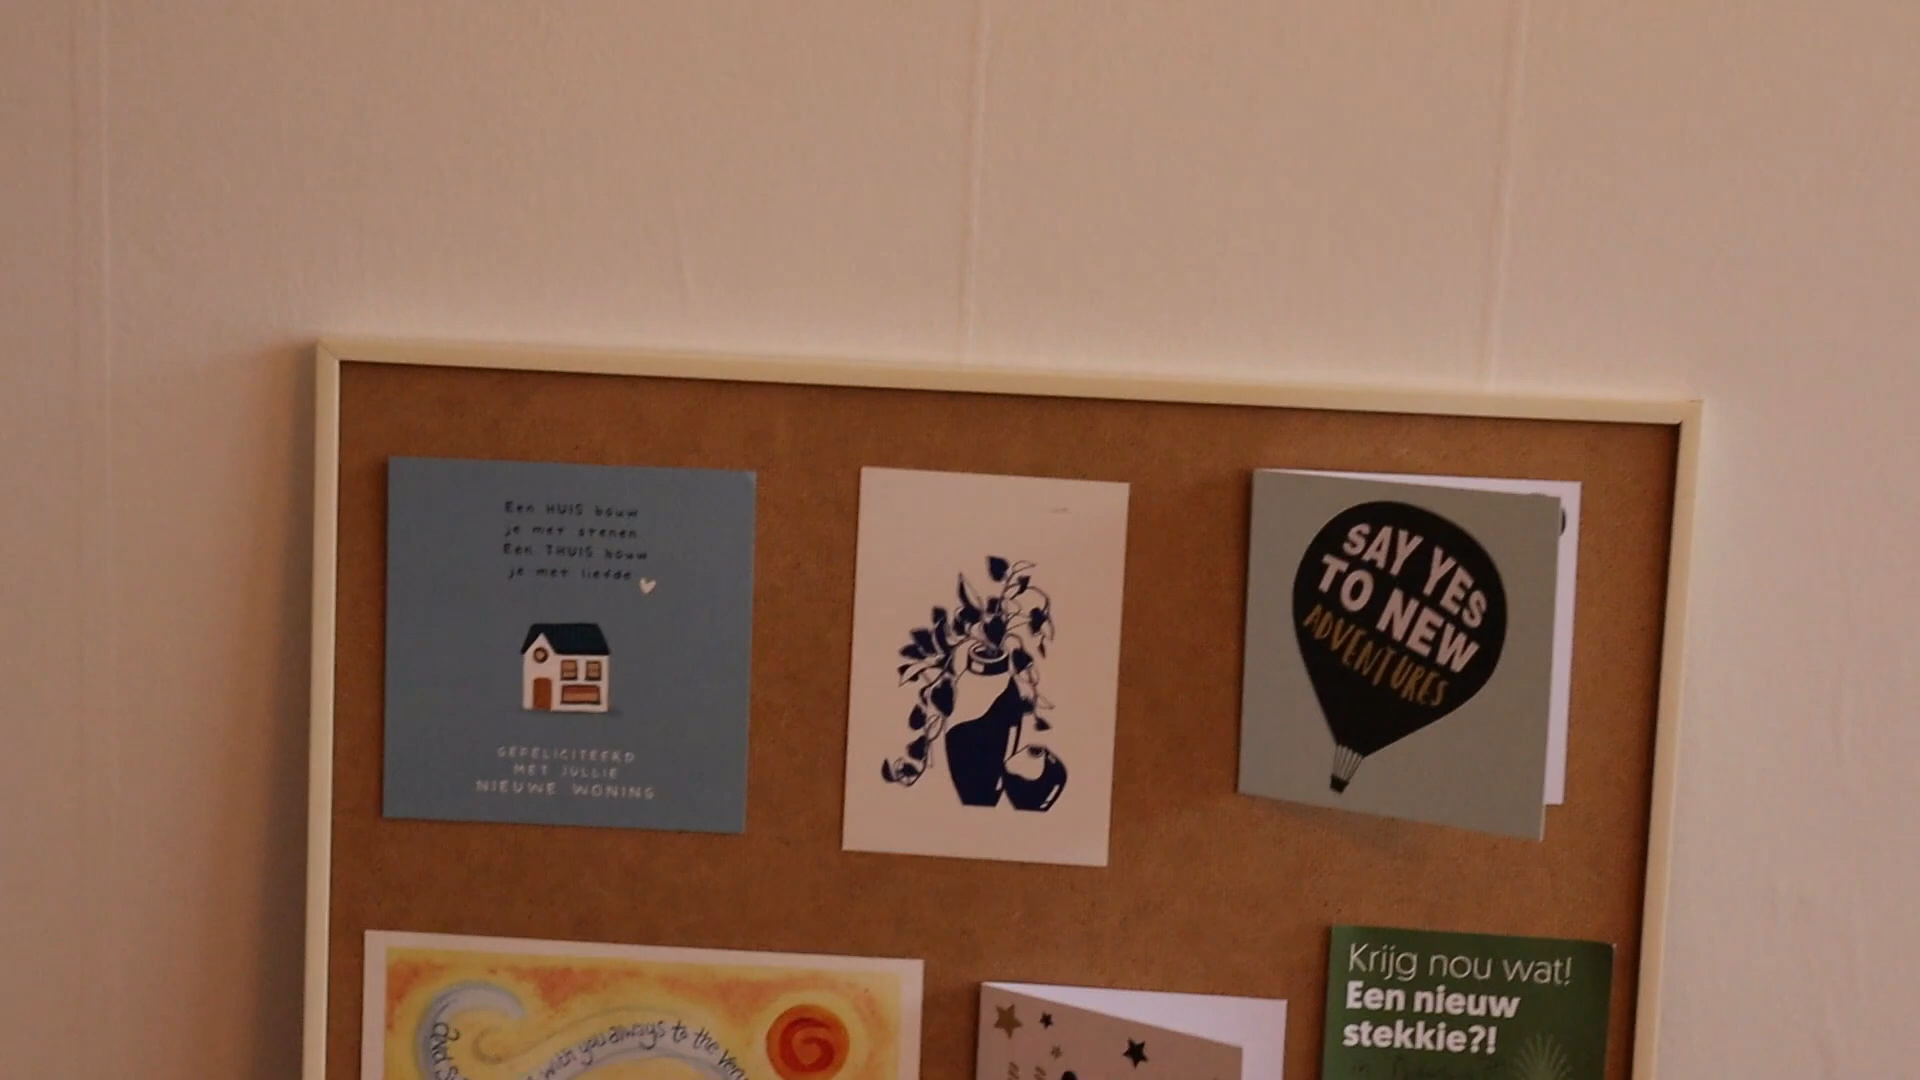 Een HUIS bouw
je met stenen
Een THUIS bouw
je met liefde
GEFELICITEERD
MET JULLIE
NIEUWE WONING
SAY YES
TO NEW
ADVENTURES
with you always to the very
Krijg nou wat!
Een nieuw
stekkie?!